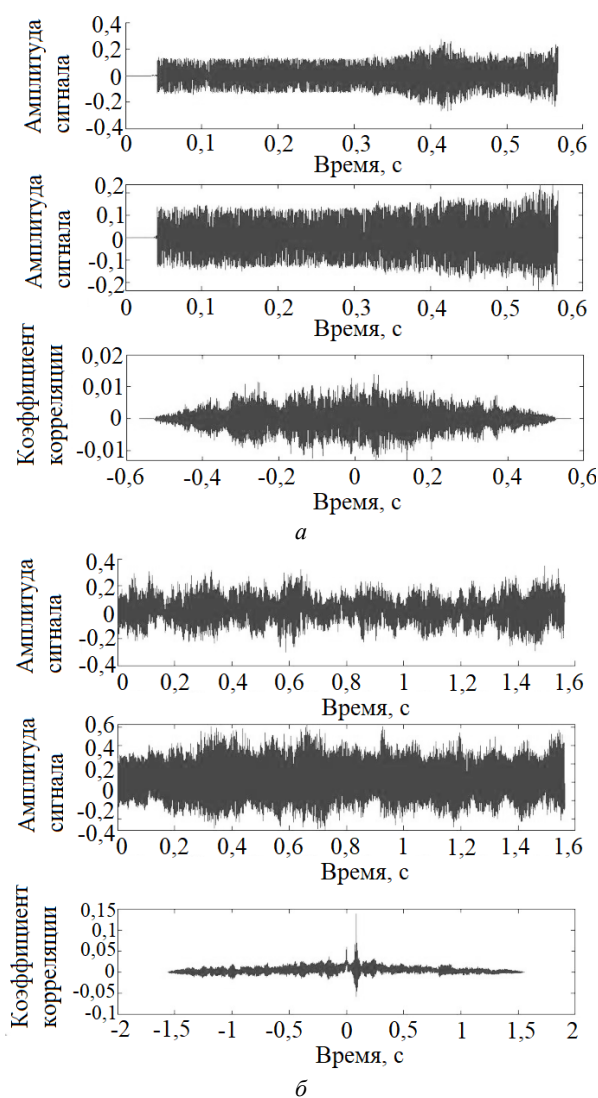 0,4
0,2
0
-0,2
-0,4
Амплитуда
сигнала
0 0,1 0,2 0,3 0,4 0,5 0,6
Время, с
0,2
0,1
0
-0,1
-0,2
Амплитуда
сигнала
0 0,1 0,2 0,3 0,4 0,5 0,6
Время, с
0,02
0,01
0
-0,01
Коэффициент
корреляции
-0,6 -0,4 -0,2 0 0,2 0,4 0,6
Время, с
а
0,4
0,2
0
-0,2
-0,4
Амплитуда
сигнала
0 0,2 0,4 0,6 0,8 1 1,2 1,4 1,6
Время, с
0,6
0,4
0,2
0
-0,2
-0,4
Амплитуда
сигнала
0 0,2 0,4 0,6 0,8 1 1,2 1,4 1,6
Время, с
0,15
0,05
0
-0,05
-0,1
Коэффициент
корреляции
-2 -1,5 -1 -0,5 0 0,5 1 1,5 2
Время, с
б